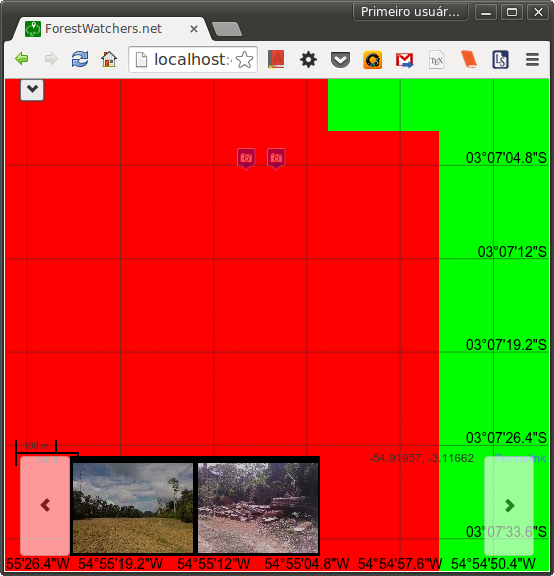 Primeiro usuár...
ForestWatchers.net
localhost:
03°07'04.8"S
03°07'12"S
03°07'19.2"S
03°07'26.4"S
100 m
-54.91957, -3.11662
Permalink
03°07'33.6"S
55'26.4"W 54°55'19.2"W 54°55'12"W 54°55'04.8"W 54°54'57.6"W 54°54'50.4"W